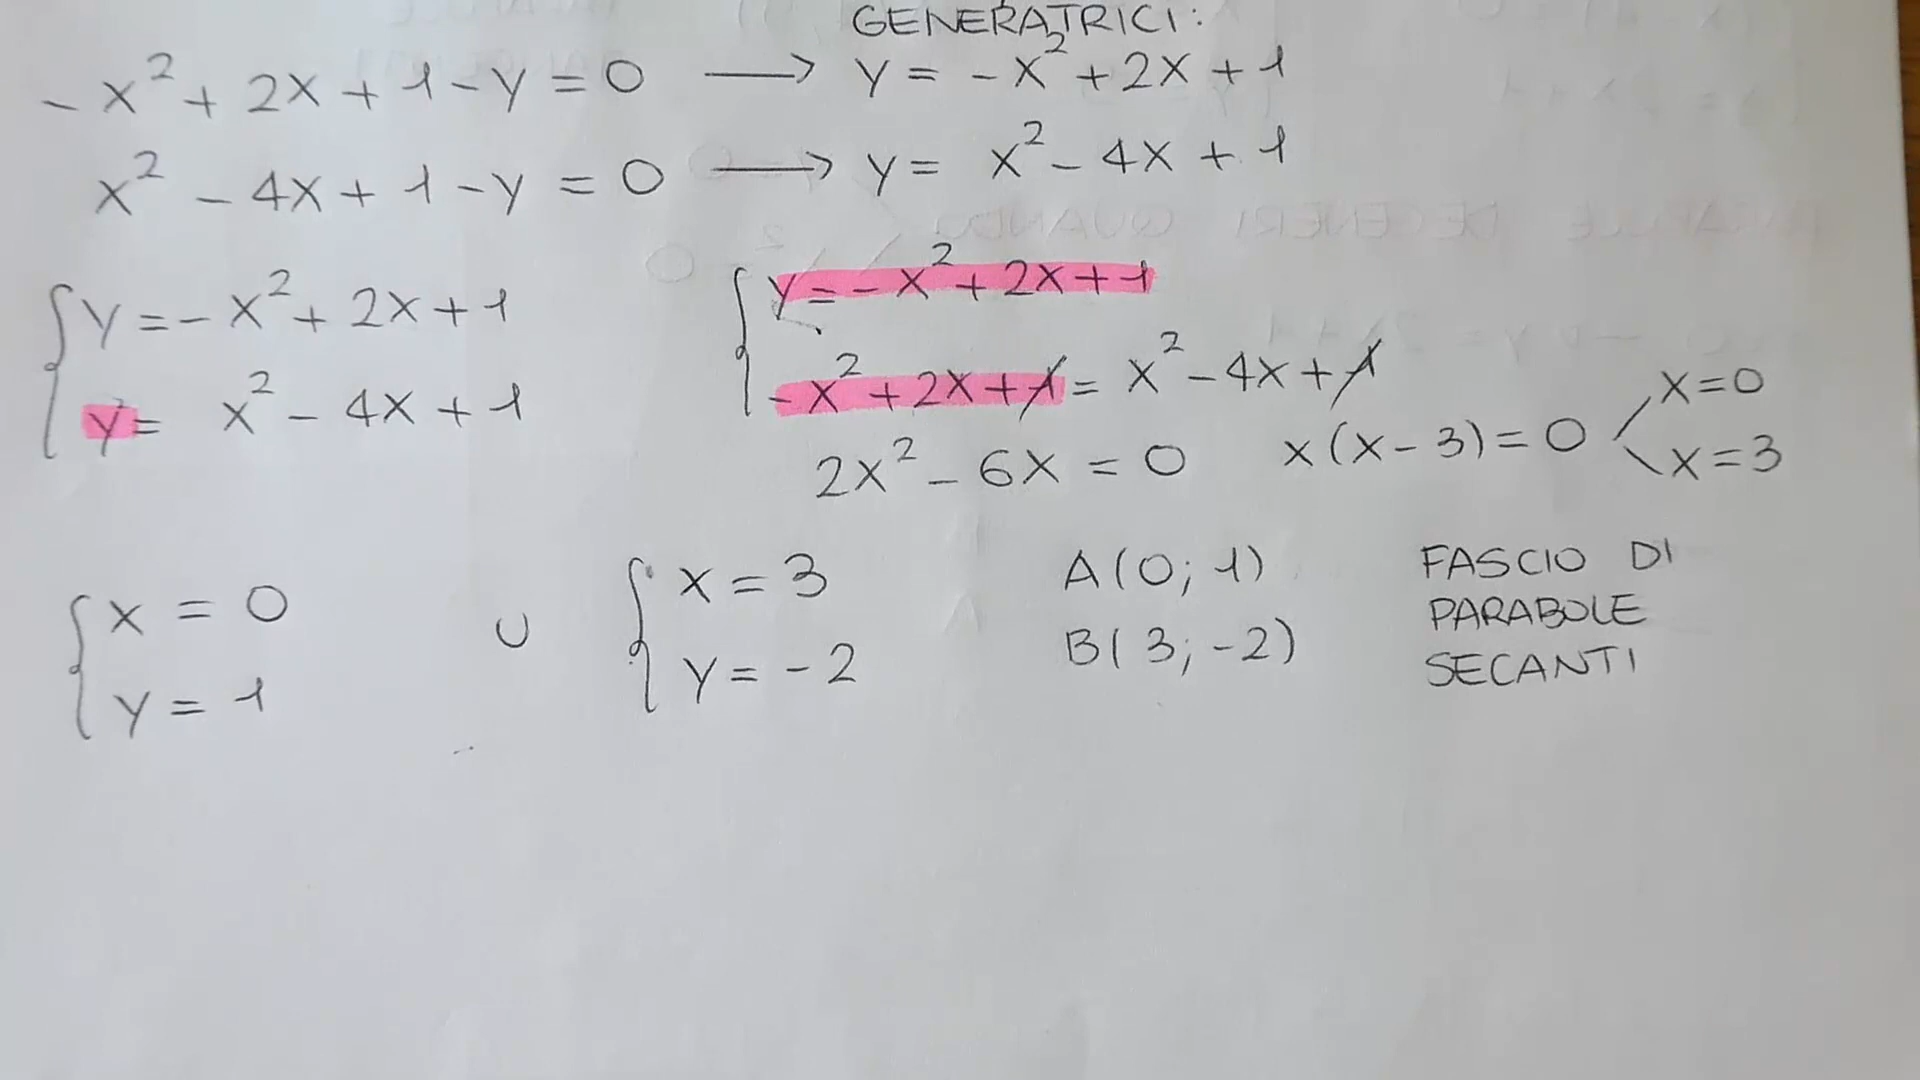 GENERATRICI:
-x² + 2x + 1 - y = 0 ⟶ y = -x² + 2x + 1
x² - 4x + 1 - y = 0 ⟶ y = x² - 4x + 1
{ y = -x² + 2x + 1
y = x² - 4x + 1
{ y = -x² + 2x + 1
-x² + 2x + 1 = x² - 4x + 1
2x² - 6x = 0 x(x - 3) = 0 < x = 0
x = 3
{ x = 0
y = 1
∪
{ x = 3
y = -2
A(0; 1)
B(3; -2)
FASCIO DI
PARABOLE
SECANTI